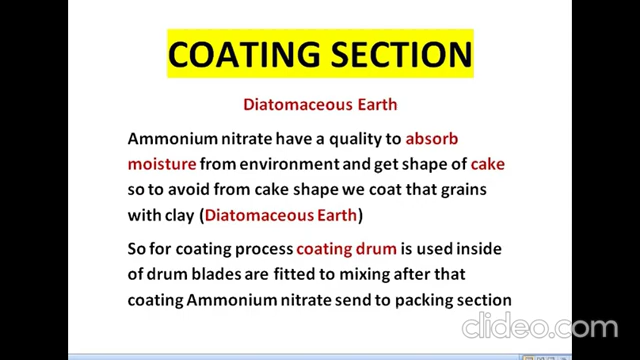 COATING SECTION
Diatomaceous Earth
Ammonium nitrate have a quality to absorb
moisture from environment and get shape of cake
so to avoid from cake shape we coat that grains
with clay (Diatomaceous Earth)
So for coating process coating drum is used inside
of drum blades are fitted to mixing after that
coating Ammonium nitrate send to packing section
clideo.com